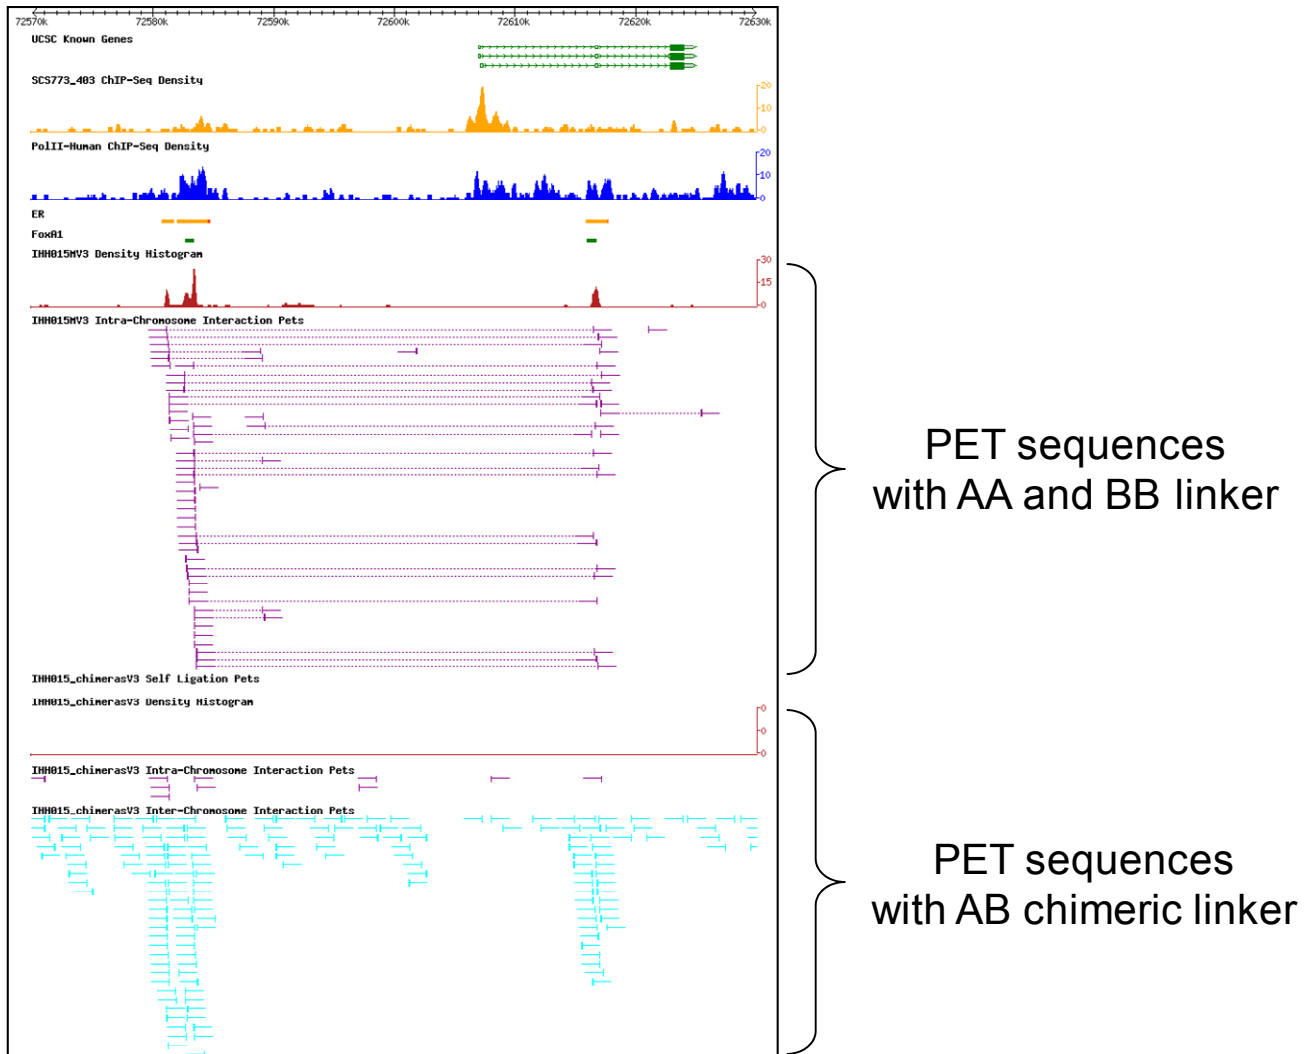 72570k 72580k 72590k 72600k 72610k 72620k 72630k
UCSC Known Genes
SCS773_403 ChIP-Seq Density
20
10
0
PolII-Human ChIP-Seq Density
20
10
0
ER
FoxA1
IHH015MV3 Density Histogram
30
15
0
IHH015MV3 Intra-Chromosome Interaction Pets
PET sequences
with AA and BB linker
IHH015_chimerasV3 Self Ligation Pets
IHH015_chimerasV3 Density Histogram
0
0
0
IHH015_chimerasV3 Intra-Chromosome Interaction Pets
IHH015_chimerasV3 Inter-Chromosome Interaction Pets
PET sequences
with AB chimeric linker